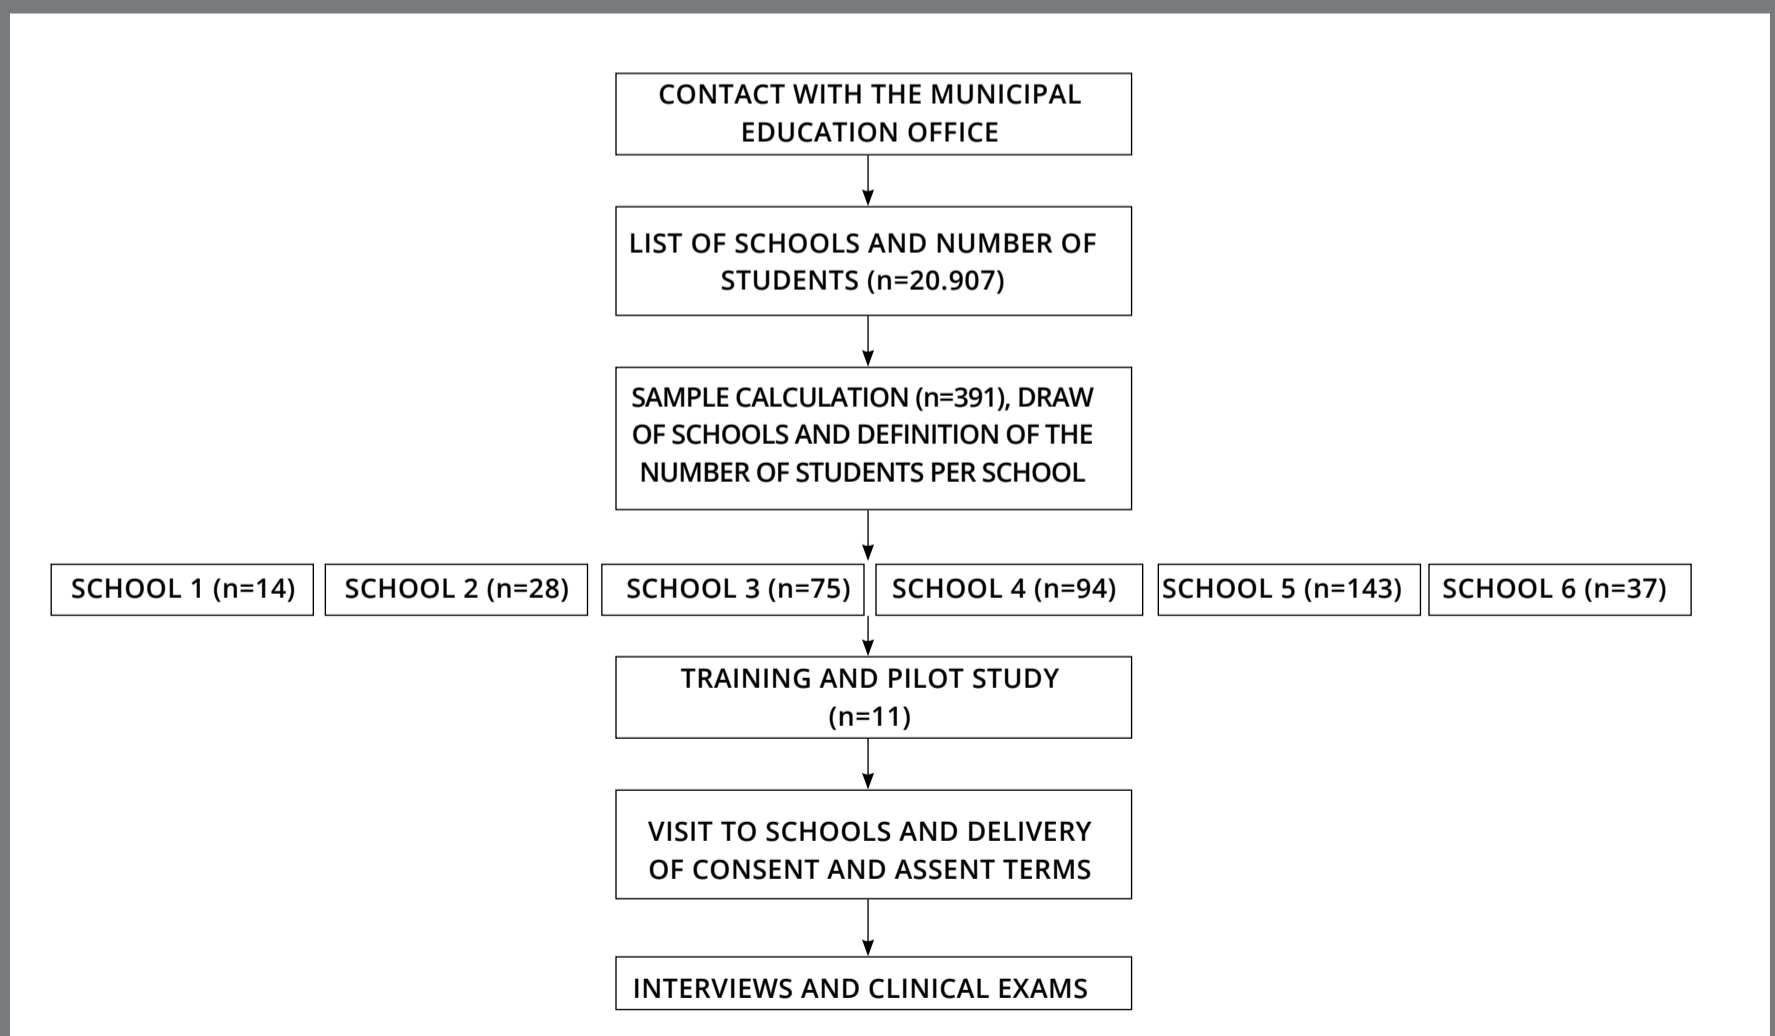 CONTACT WITH THE MUNICIPAL
EDUCATION OFFICE
LIST OF SCHOOLS AND NUMBER OF
STUDENTS (n=20.907)
SAMPLE CALCULATION (n=391), DRAW
OF SCHOOLS AND DEFINITION OF THE
NUMBER OF STUDENTS PER SCHOOL
SCHOOL 1 (n=14)
SCHOOL 2 (n=28)
SCHOOL 3 (n=75)
SCHOOL 4 (n=94)
SCHOOL 5 (n=143)
SCHOOL 6 (n=37)
TRAINING AND PILOT STUDY
(n=11)
VISIT TO SCHOOLS AND DELIVERY
OF CONSENT AND ASSENT TERMS
INTERVIEWS AND CLINICAL EXAMS